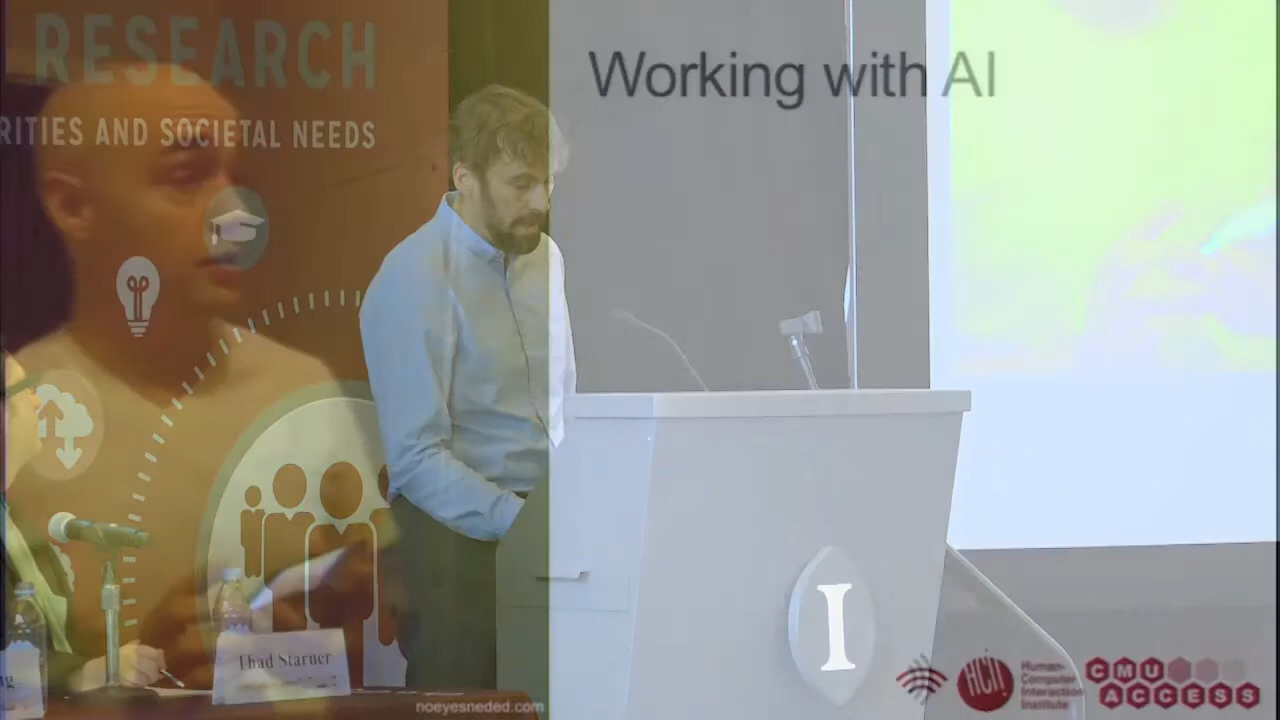 RESEARCH
RITIES AND SOCIETAL NEEDS
Working with AI
Thad Starner
I
noeyesneded.com
HCII
Human-
Computer
Interaction
Institute
CMU
ACCESS